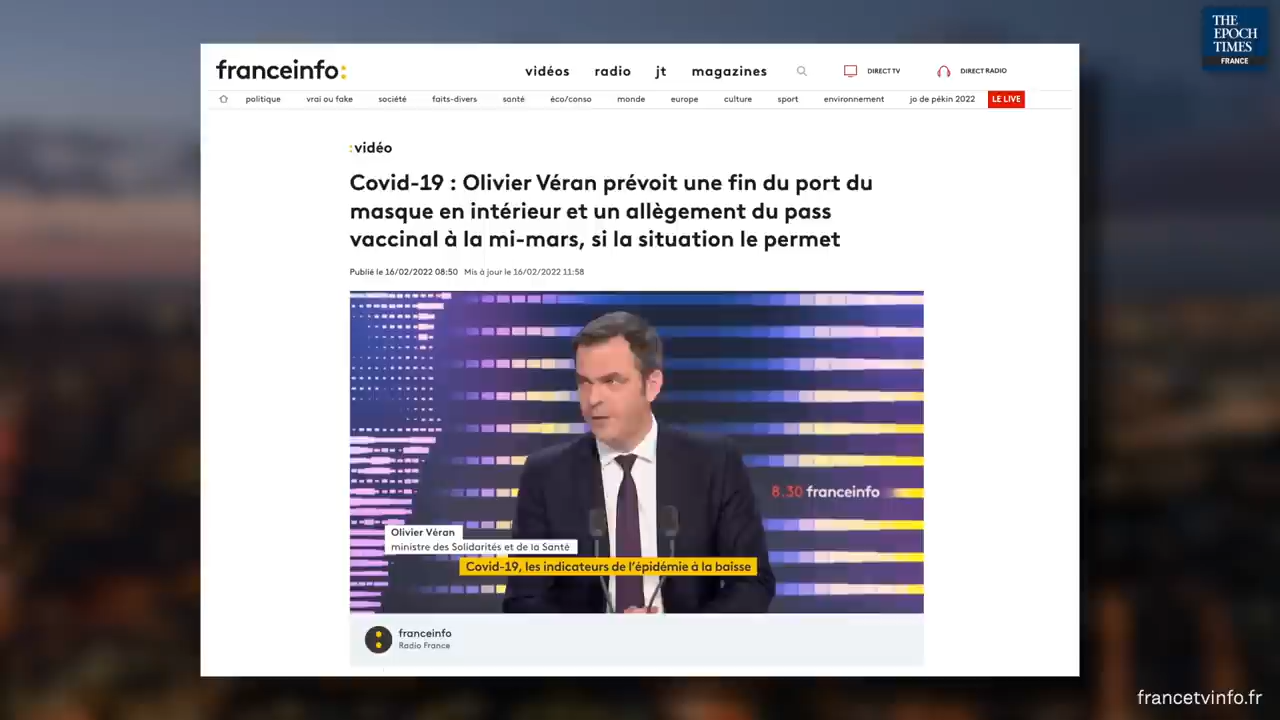 THE
EPOCH
TIMES
FRANCE
franceinfo:
vidéos radio jt magazines DIRECT TV DIRECT RADIO
politique vrai ou fake société faits-divers santé éco/conso monde europe culture sport environnement jo de pékin 2022 LE LIVE
:vidéo
Covid-19 : Olivier Véran prévoit une fin du port du
masque en intérieur et un allègement du pass
vaccinal à la mi-mars, si la situation le permet
Publié le 16/02/2022 08:50 Mis à jour le 16/02/2022 11:58
8.30 franceinfo
Olivier Véran
ministre des Solidarités et de la Santé
Covid-19, les indicateurs de l'épidémie à la baisse
franceinfo
Radio France
francetvinfo.fr